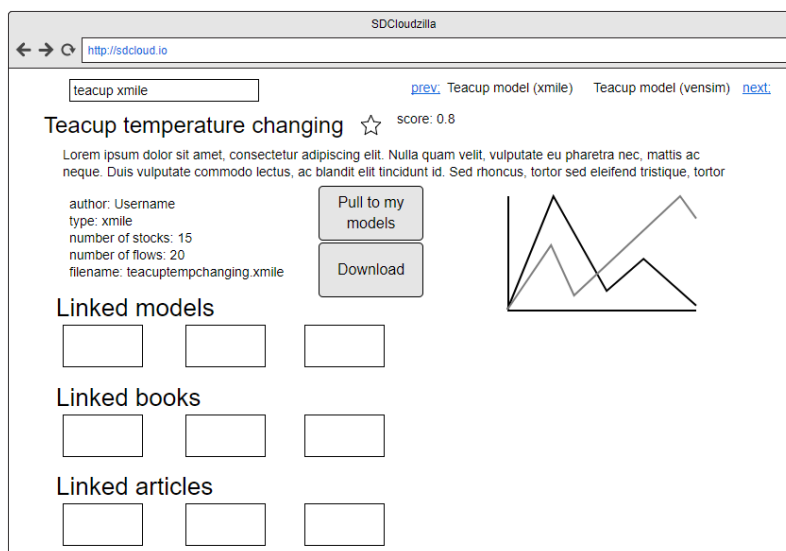 SDCloudzilla
http://sdcloud.io
teacup xmile
prev: Teacup model (xmile) Teacup model (vensim) next:
Teacup temperature changing score: 0.8
Lorem ipsum dolor sit amet, consectetur adipiscing elit. Nulla quam velit, vulputate eu pharetra nec, mattis ac
neque. Duis vulputate commodo lectus, ac blandit elit tincidunt id. Sed rhoncus, tortor sed eleifend tristique, tortor
author: Username
type: xmile
number of stocks: 15
number of flows: 20
filename: teacuptempchanging.xmile
Pull to my
models
Download
Linked models
Linked books
Linked articles